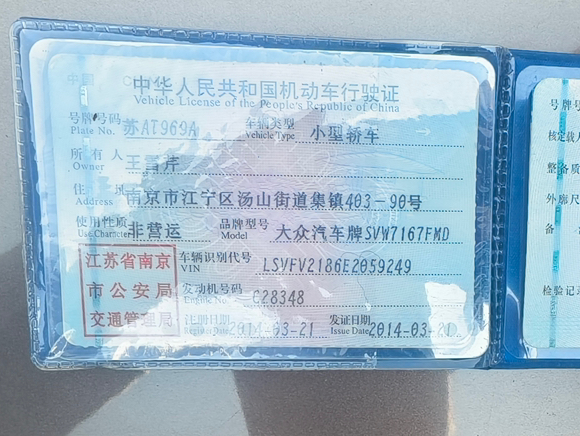 中华人民共和国机动车行驶证
Vehicle License of the People's Republic of China
号牌号码 苏AT969A 车辆类型 小型轿车
Plate No. Vehicle Type
所有人 王雪芹
Owner
住址 南京市江宁区汤山街道集镇403-90号
Address
使用性质 非营运 品牌型号 大众汽车牌SVW7167FMD
Use Character Model
江苏省南京
市公安局
交通管理局
车辆识别代号 LSVFV2186E2059249
VIN
发动机号码 C28348
Engine No.
注册日期 2014-03-21 发证日期 2014-03-21
Register Date Issue Date
号牌号
核定载人
整备质
外廓尺
备
检验记录